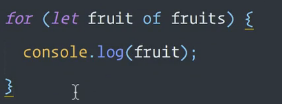 for (let fruit of fruits) {
console.log(fruit);
}